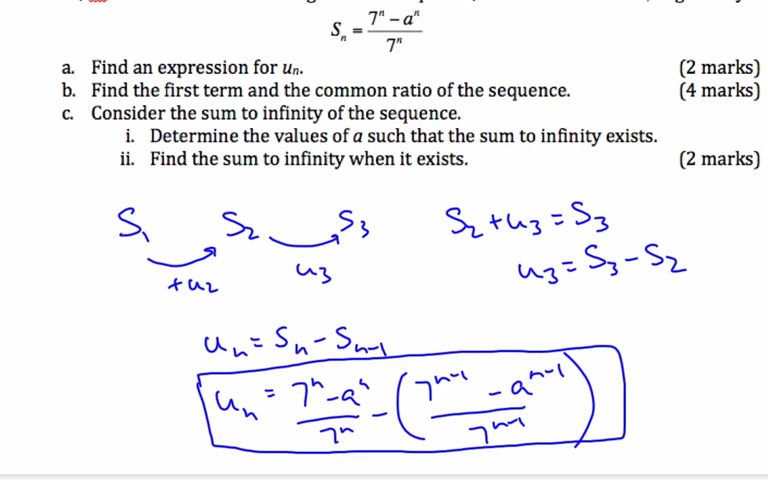 S_n = (7^n − a^n) / 7^n
a. Find an expression for u_n. (2 marks)
b. Find the first term and the common ratio of the sequence. (4 marks)
c. Consider the sum to infinity of the sequence.
i. Determine the values of a such that the sum to infinity exists.
ii. Find the sum to infinity when it exists. (2 marks)
S_1 S_2 S_3 S_2 + u_3 = S_3
+u_2 u_3 u_3 = S_3 − S_2
u_n = S_n − S_{n-1}
u_n = (7^n − a^n) / 7^n − ((7^{n-1} − a^{n-1}) / 7^{n-1})